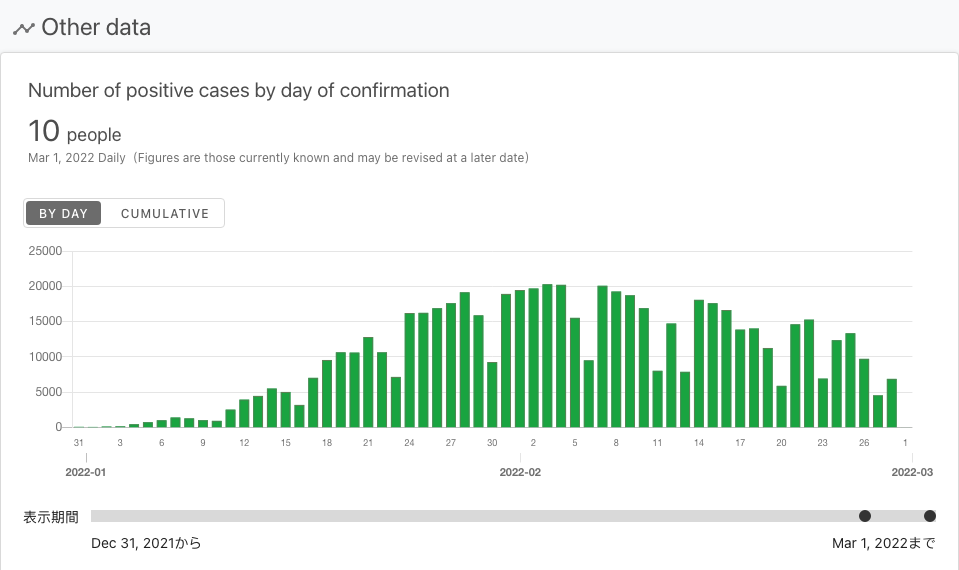 Other data
Number of positive cases by day of confirmation
10 people
Mar 1, 2022 Daily（Figures are those currently known and may be revised at a later date）
BY DAY CUMULATIVE
25000
20000
15000
10000
5000
0
31 3 6 9 12 15 18 21 24 27 30 2 5 8 11 14 17 20 23 26 1
2022-01 2022-02 2022-03
表示期間
Dec 31, 2021から Mar 1, 2022まで